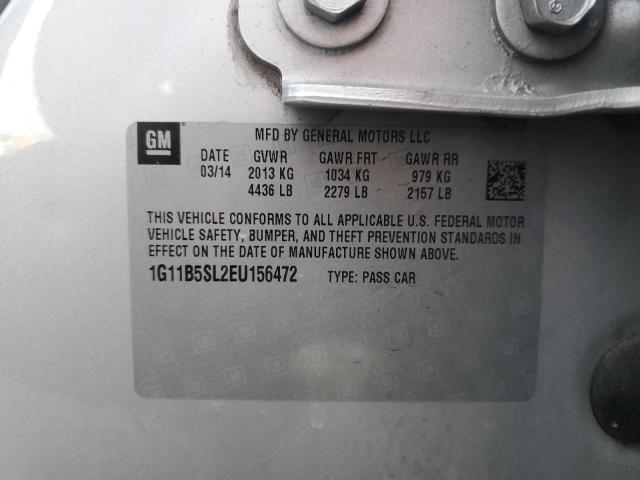 GM
MFD BY GENERAL MOTORS LLC
DATE GVWR GAWR FRT GAWR RR
03/14 2013 KG 1034 KG 979 KG
4436 LB 2279 LB 2157 LB
THIS VEHICLE CONFORMS TO ALL APPLICABLE U.S. FEDERAL MOTOR
VEHICLE SAFETY, BUMPER, AND THEFT PREVENTION STANDARDS IN
EFFECT ON THE DATE OF MANUFACTURE SHOWN ABOVE.
1G11B5SL2EU156472 TYPE: PASS CAR